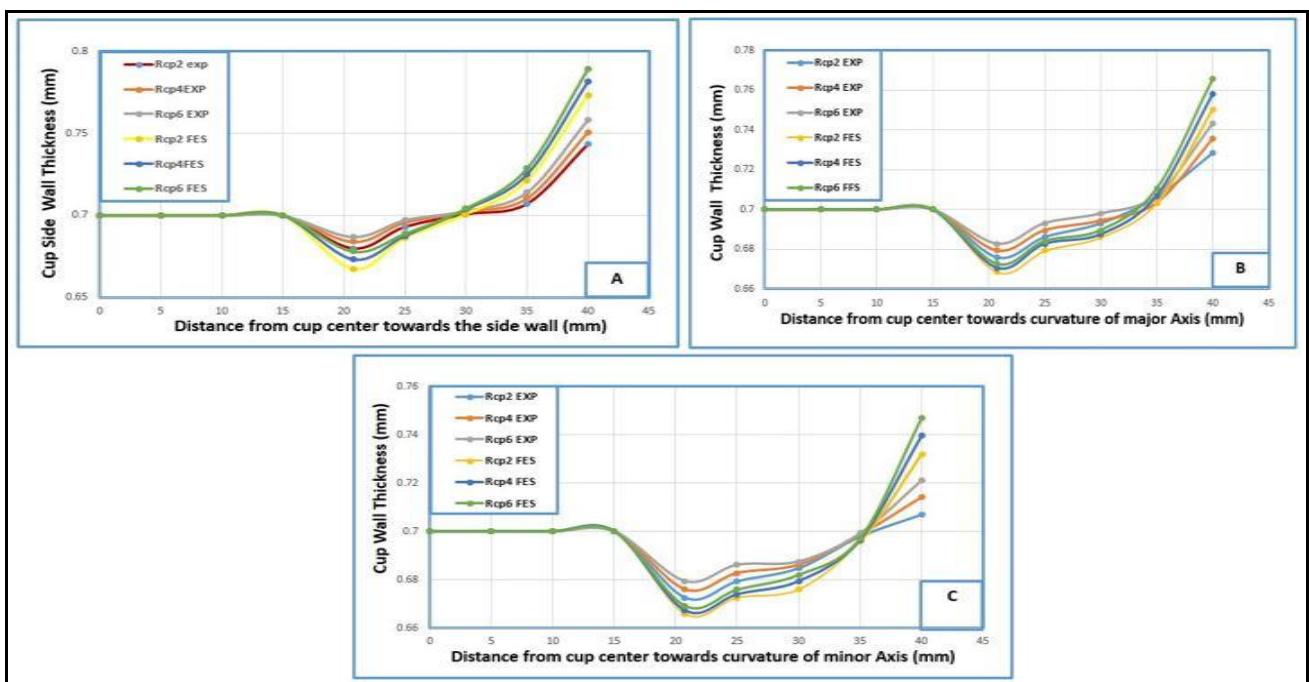 Cup Side Wall Thickness (mm)
0.8
0.75
0.7
0.65
Rcp2 exp
Rcp4EXP
Rcp6 EXP
Rcp2 FES
Rcp4FES
Rcp6 FES
A
0 5 10 15 20 25 30 35 40 45
Distance from cup center towards the side wall (mm)
Cup Wall Thickness (mm)
0.78
0.76
0.74
0.72
0.7
0.68
0.66
Rcp2 EXP
Rcp4 EXP
Rcp6 EXP
Rcp2 FES
Rcp4 FES
Rcp6 FFS
B
0 5 10 15 20 25 30 35 40 45
Distance from cup center towards curvature of major Axis (mm)
Cup Wall Thickness (mm)
0.76
0.74
0.72
0.7
0.68
0.66
Rcp2 EXP
Rcp4 EXP
Rcp6 EXP
Rcp2 FES
Rcp4 FES
Rcp6 FES
C
0 5 10 15 20 25 30 35 40 45
Distance from cup center towards curvature of minor Axis (mm)